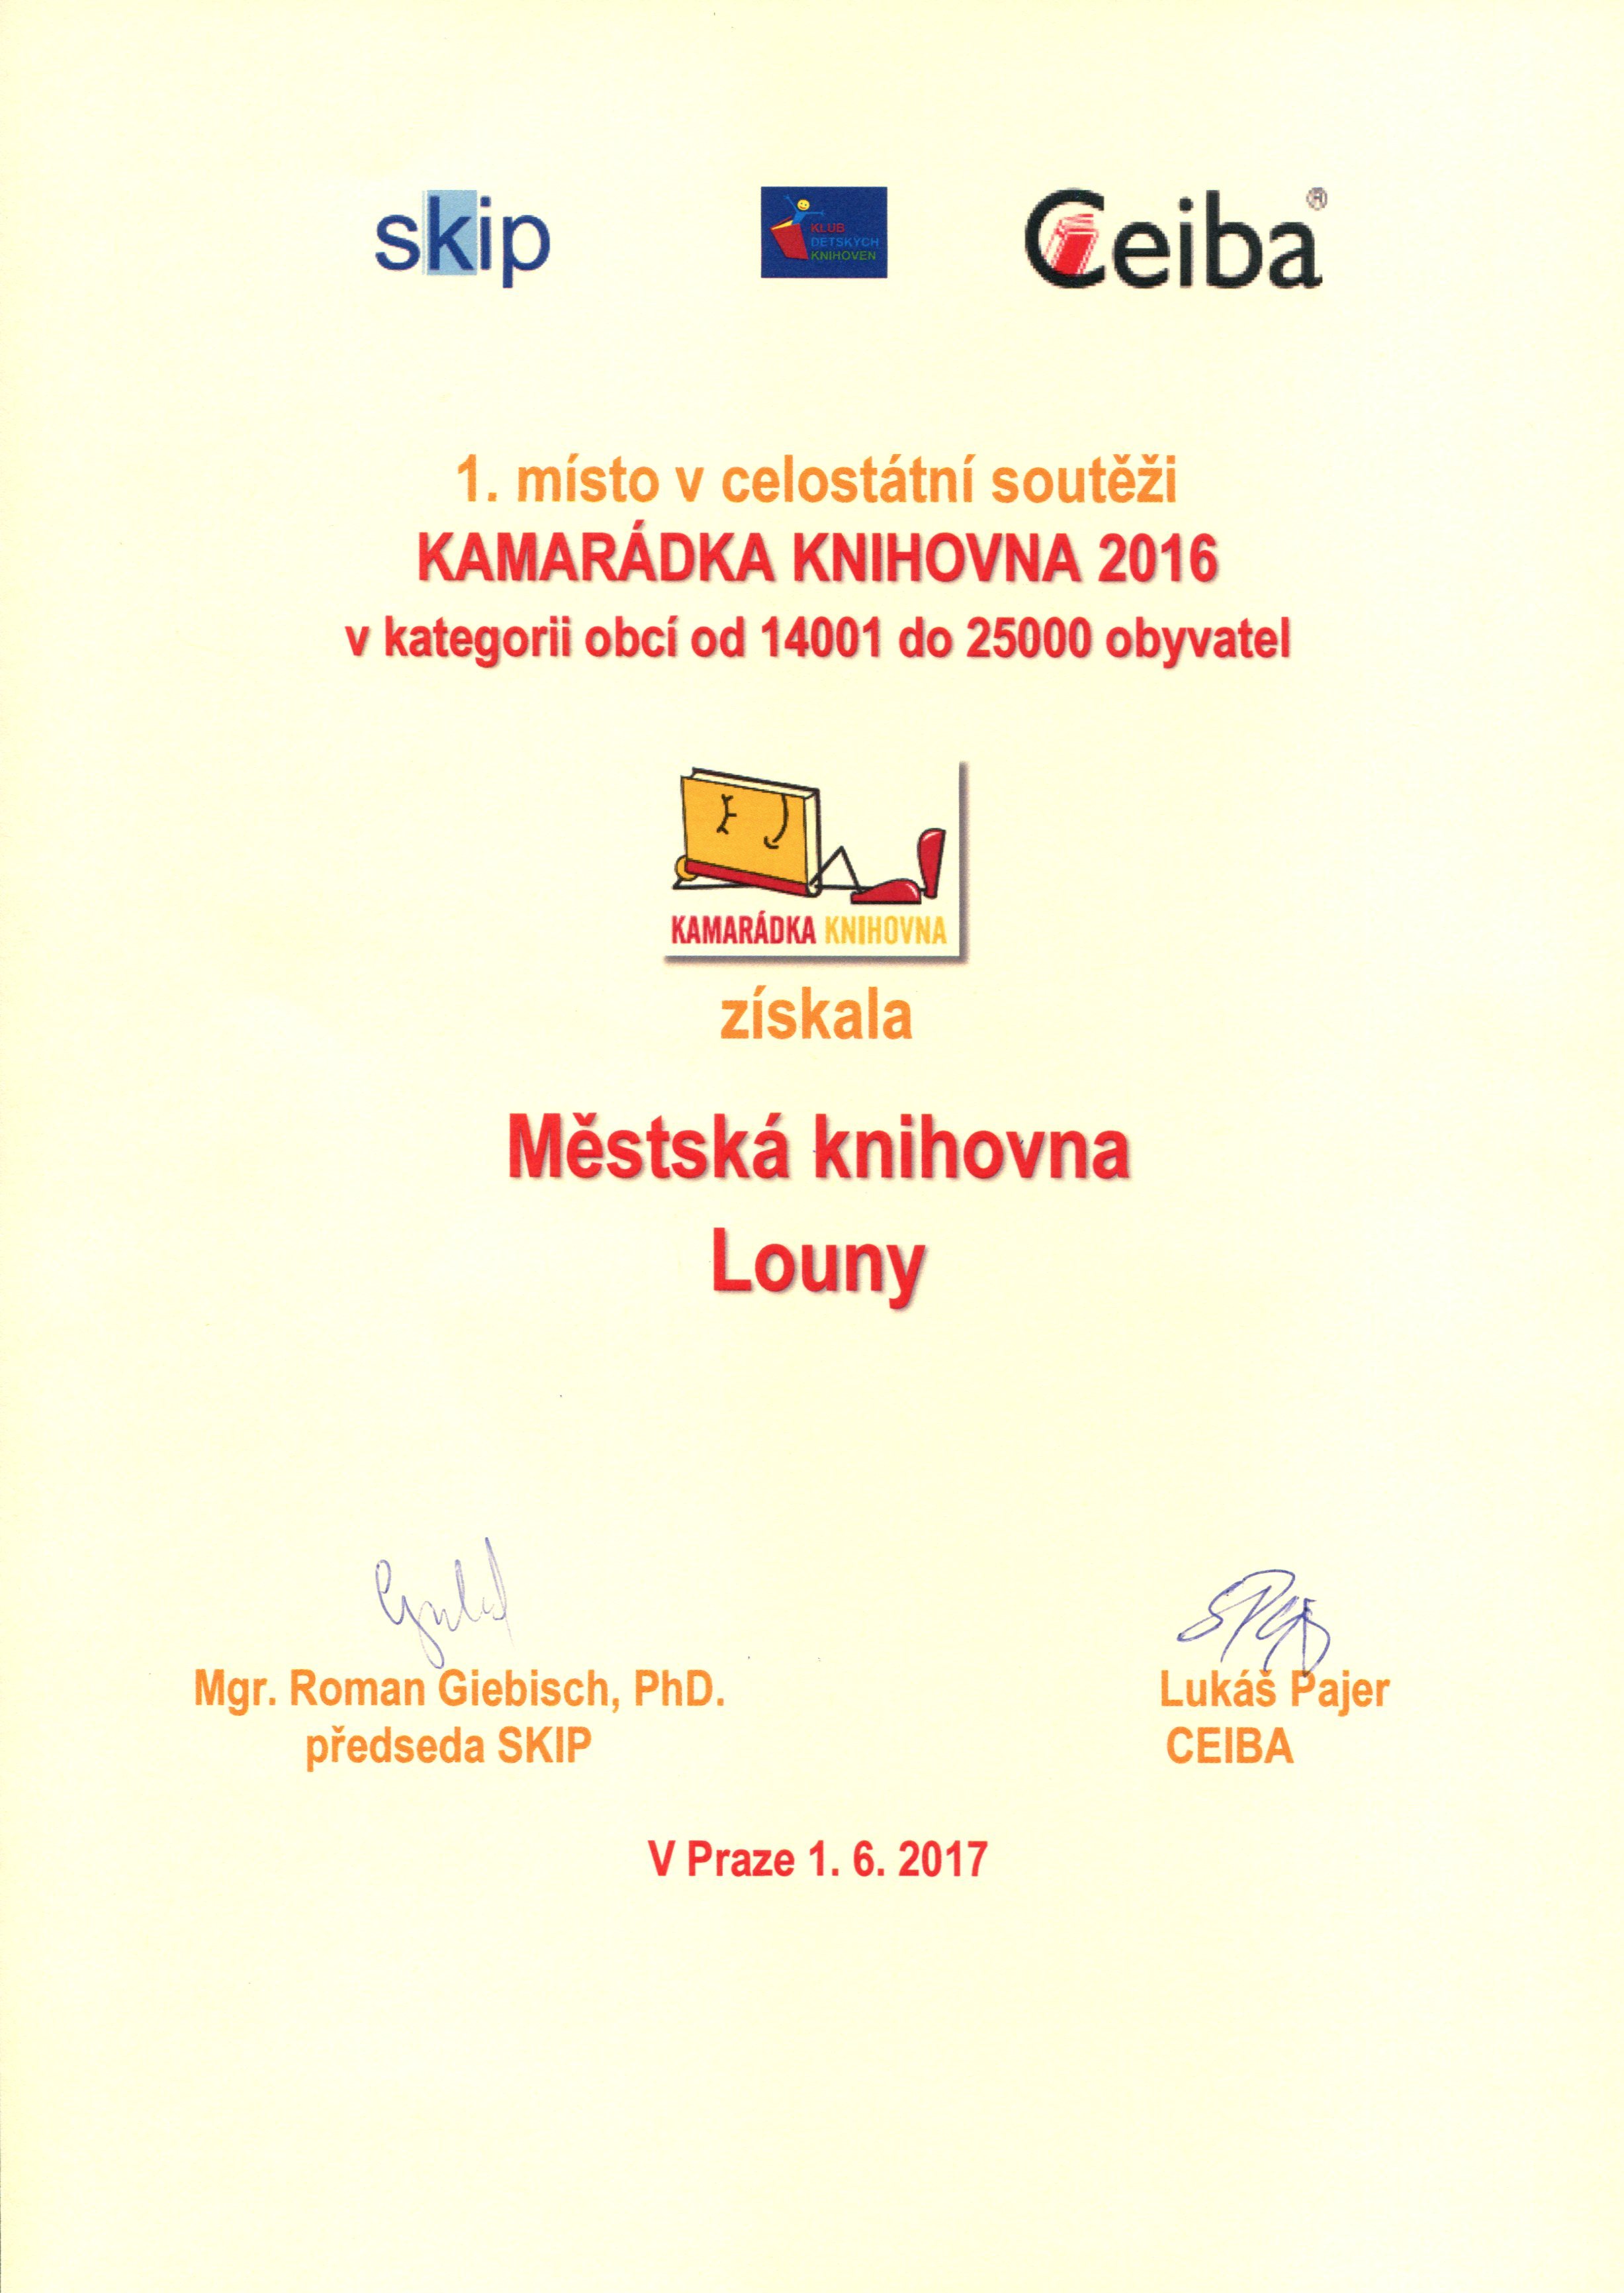 skip
KLUB
DĚTSKÝCH
KNIHOVEN
Ceiba®
1. místo v celostátní soutěži
KAMARÁDKA KNIHOVNA 2016
v kategorii obcí od 14001 do 25000 obyvatel
KAMARÁDKA KNIHOVNA
získala
Městská knihovna
Louny
Mgr. Roman Giebisch, PhD.
předseda SKIP
Lukáš Pajer
CEIBA
V Praze 1. 6. 2017